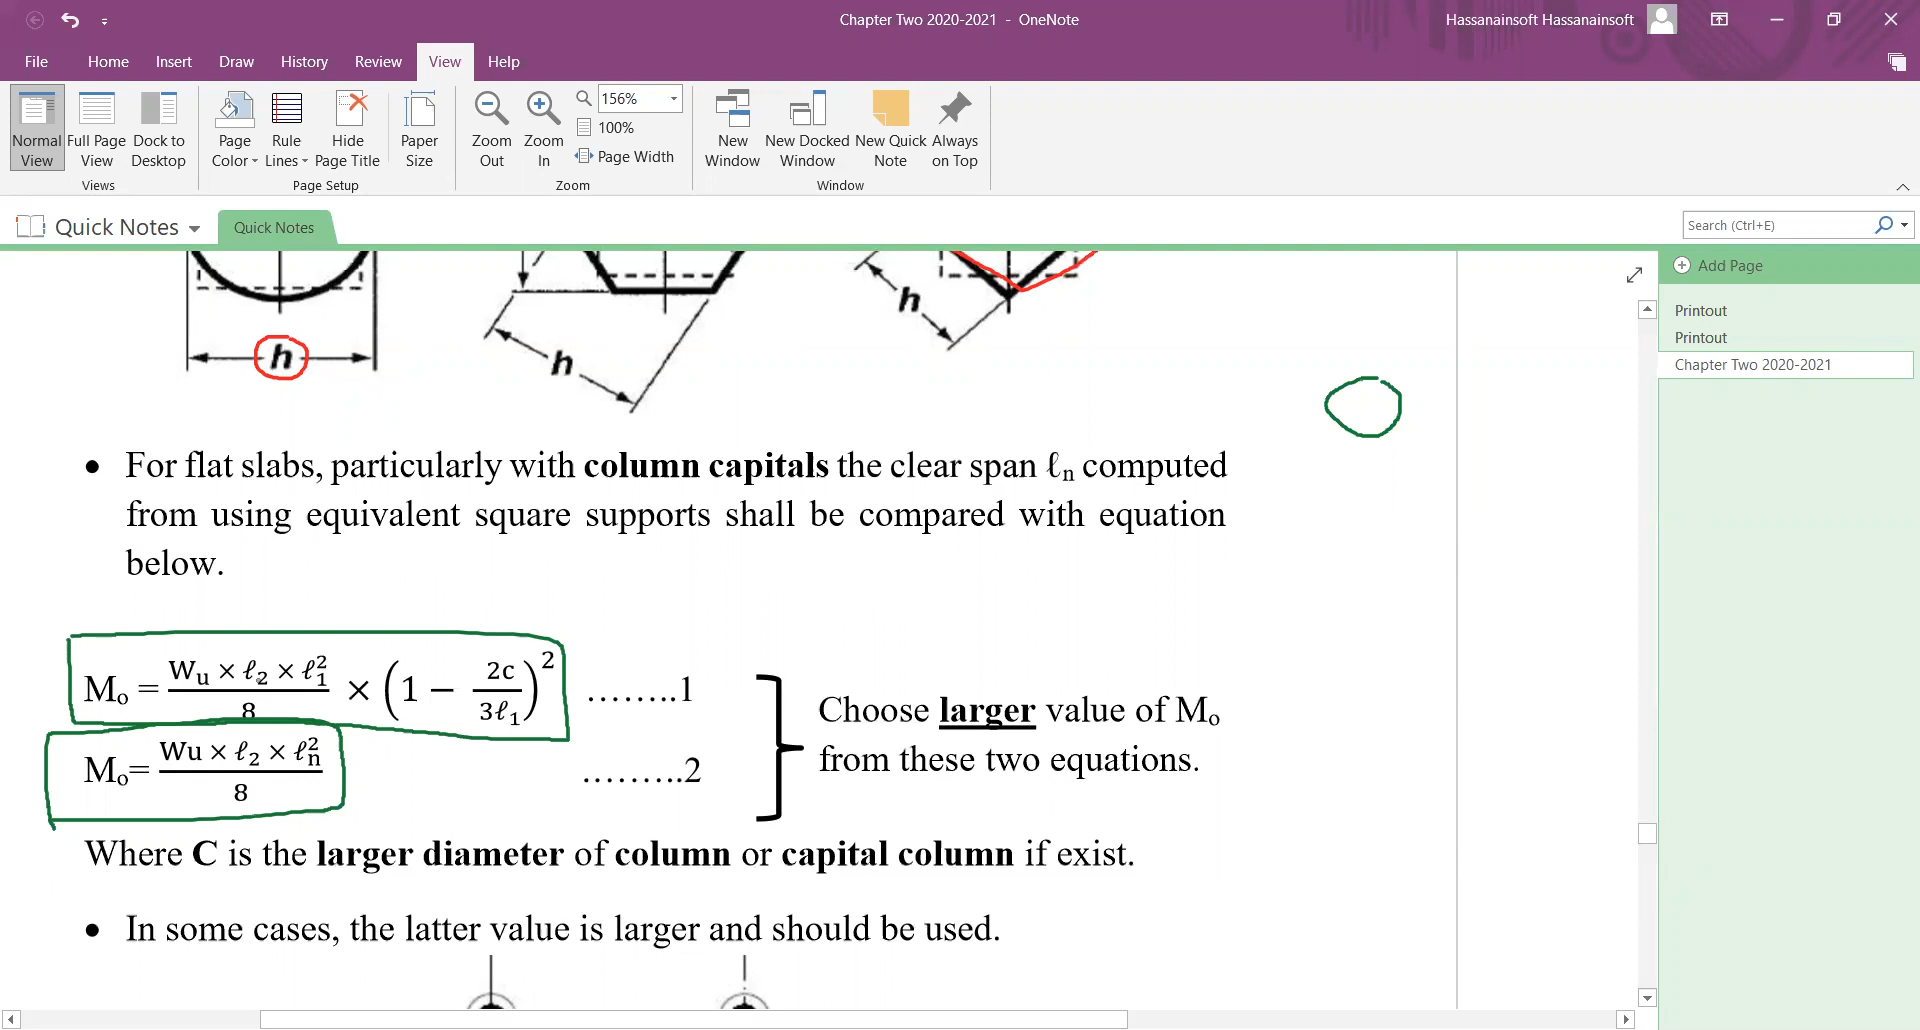 Chapter Two 2020-2021 - OneNote
Hassanainsoft Hassanainsoft
File Home Insert Draw History Review View Help
Normal View
Full Page View
Dock to Desktop
Views
Page Color
Rule Lines
Hide Page Title
Paper Size
Page Setup
Zoom Out
Zoom In
156%
100%
Page Width
Zoom
New Window
New Docked Window
New Quick Note
Always on Top
Window
Quick Notes
Quick Notes
Search (Ctrl+E)
Add Page
Printout
Printout
Chapter Two 2020-2021
h
h
h
• For flat slabs, particularly with column capitals the clear span ℓn computed
from using equivalent square supports shall be compared with equation
below.
Mo = (Wu × ℓ2 × ℓ1²)/8 × (1 − 2c/3ℓ1)² ........1
Mo= (Wu × ℓ2 × ℓn²)/8 .........2
Choose larger value of Mo
from these two equations.
Where C is the larger diameter of column or capital column if exist.
• In some cases, the latter value is larger and should be used.